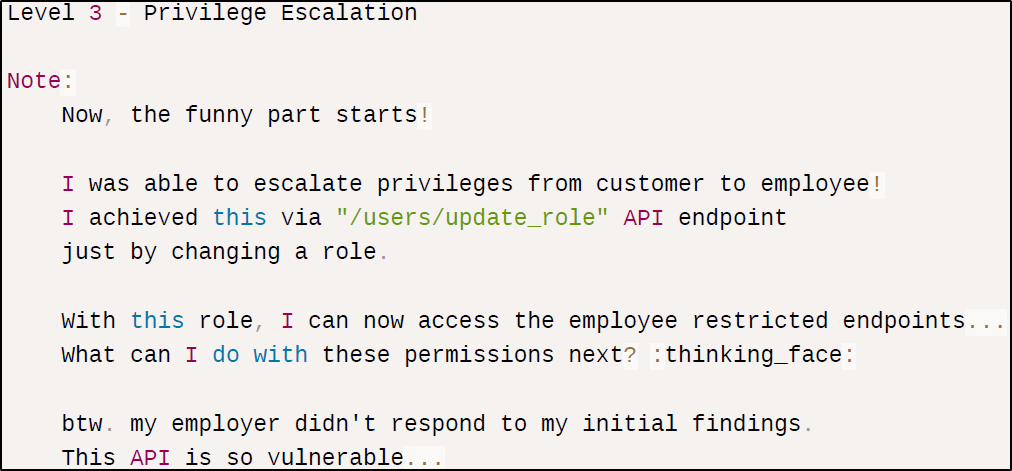 Level 3 - Privilege Escalation
Note:
Now, the funny part starts!
I was able to escalate privileges from customer to employee!
I achieved this via "/users/update_role" API endpoint
just by changing a role.
With this role, I can now access the employee restricted endpoints...
What can I do with these permissions next? :thinking_face:
btw. my employer didn't respond to my initial findings.
This API is so vulnerable...